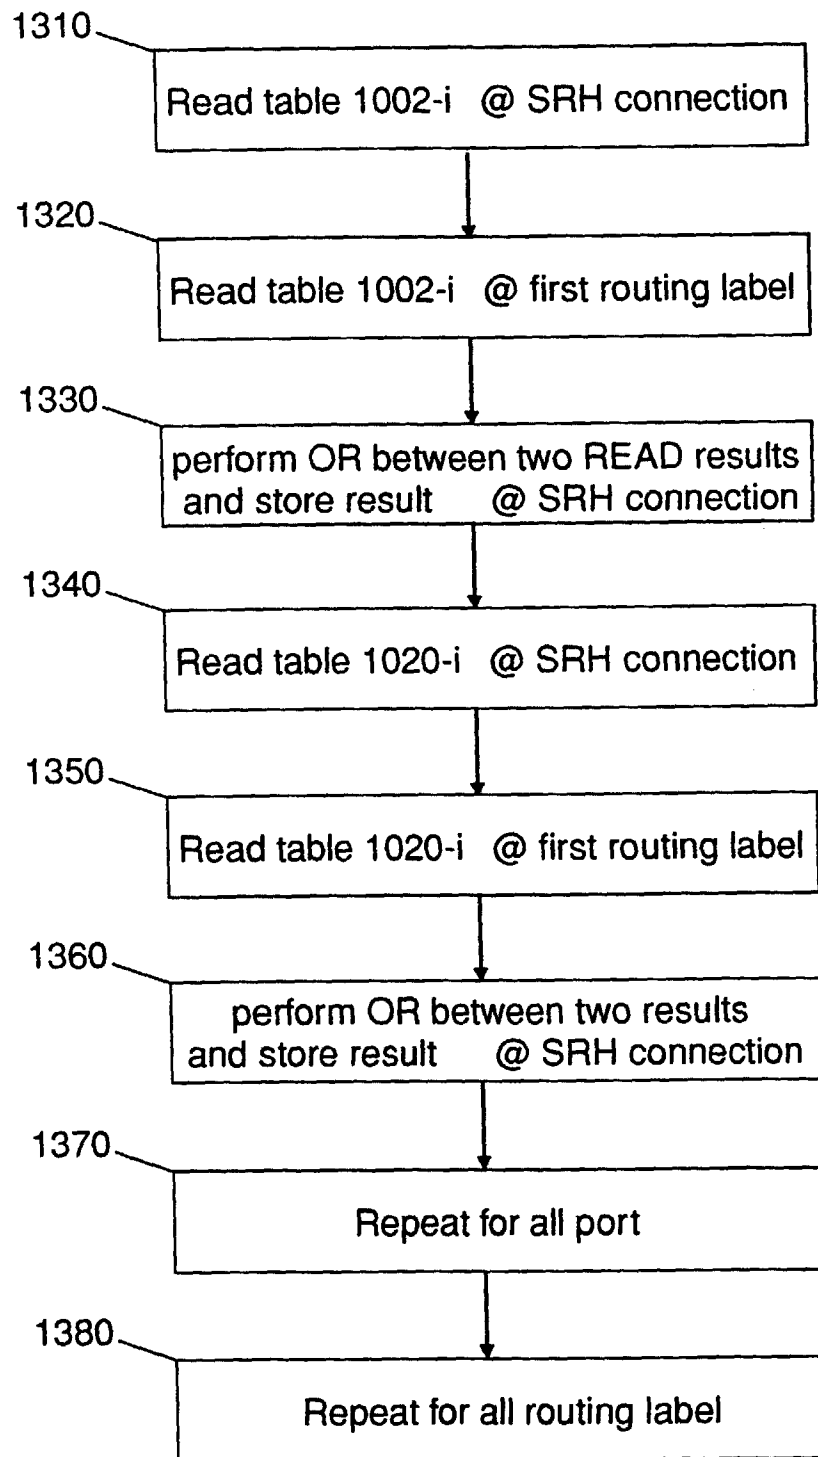 1310
Read table 1002-i @ SRH connection
1320
Read table 1002-i @ first routing label
1330
perform OR between two READ results
and store result @ SRH connection
1340
Read table 1020-i @ SRH connection
1350
Read table 1020-i @ first routing label
1360
perform OR between two results
and store result @ SRH connection
1370
Repeat for all port
1380
Repeat for all routing label